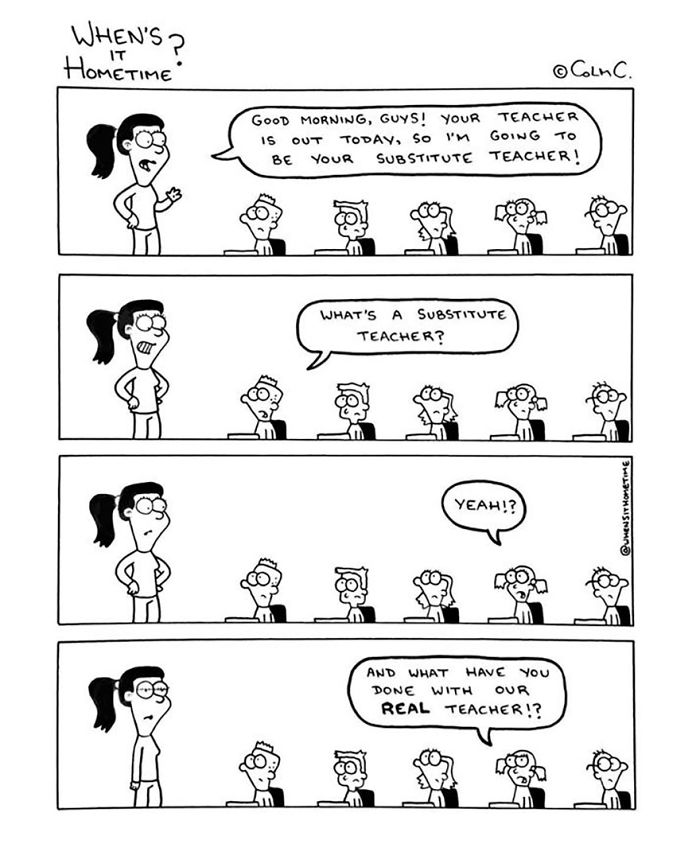 WHEN'S
IT
HOMETIME?
© COLM C.
GOOD MORNING, GUYS! YOUR TEACHER
IS OUT TODAY, SO I'M GOING TO
BE YOUR SUBSTITUTE TEACHER!
WHAT'S A SUBSTITUTE
TEACHER?
YEAH!?
@WHENSITHOMETIME
AND WHAT HAVE YOU
DONE WITH OUR
REAL TEACHER!?